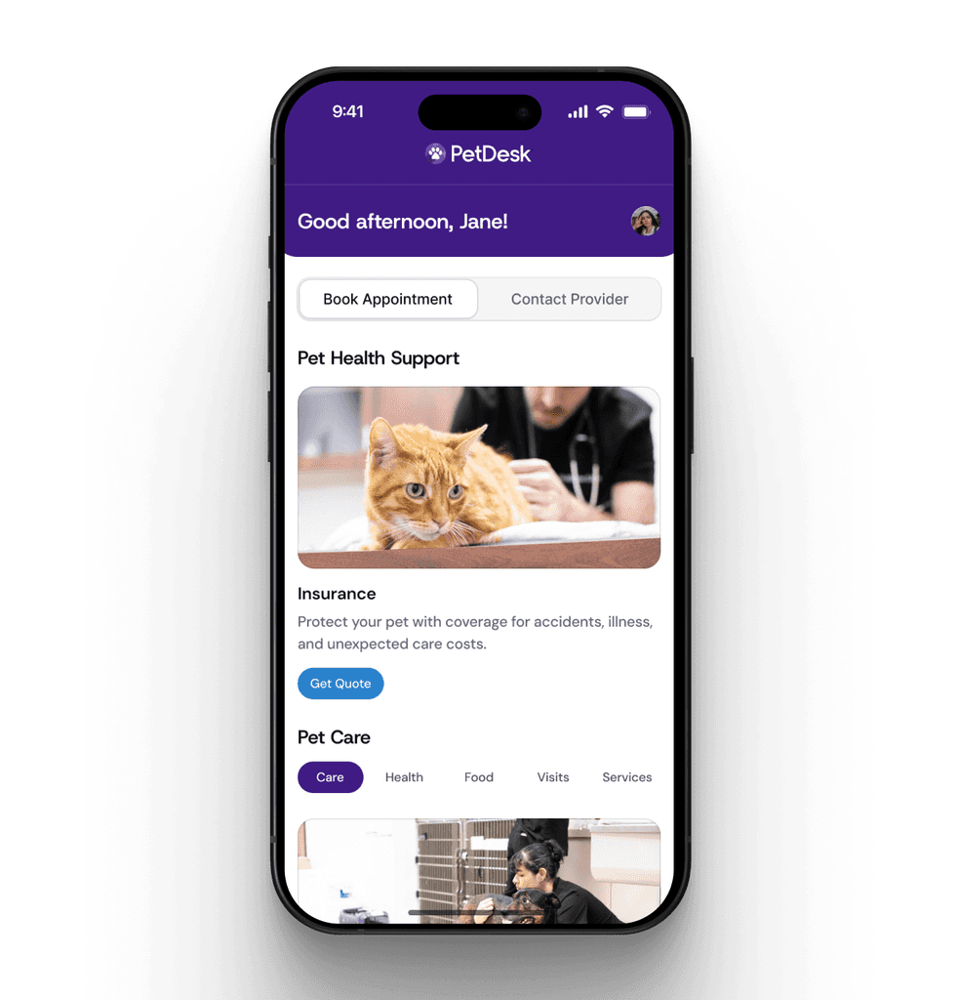 9:41
PetDesk
Good afternoon, Jane!
Book Appointment
Contact Provider
Pet Health Support
Insurance
Protect your pet with coverage for accidents, illness,
and unexpected care costs.
Get Quote
Pet Care
Care
Health
Food
Visits
Services